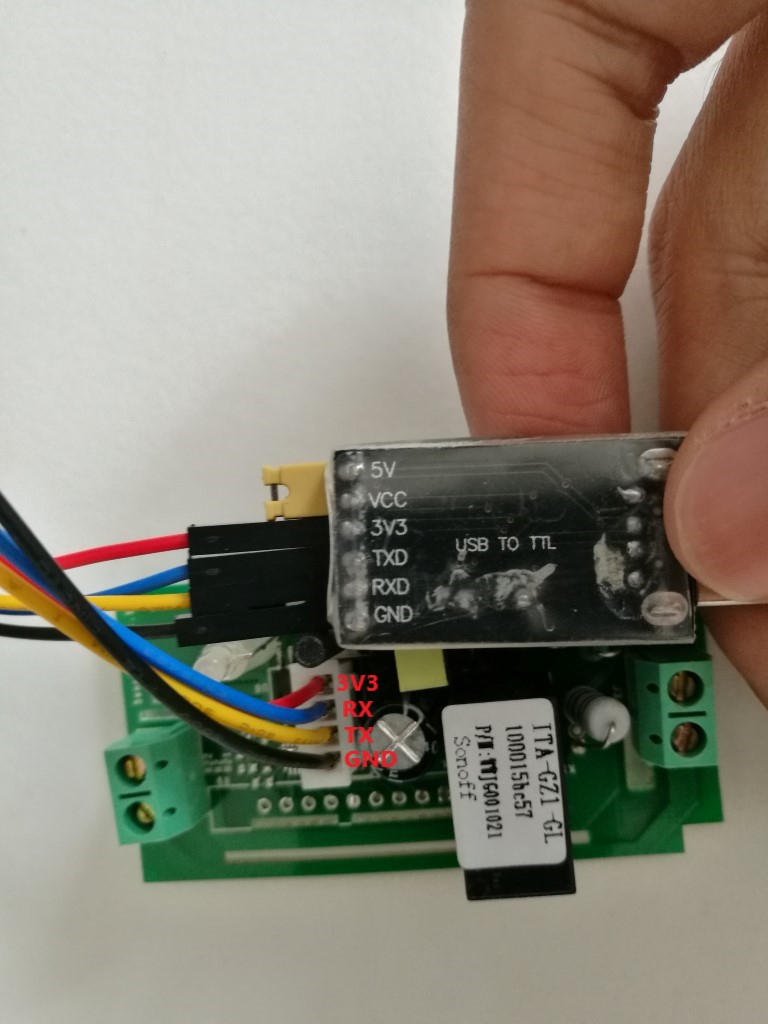 5V
VCC
3V3
TXD
RXD
GND
USB TO TTL
3V3
RX
TX
GND
ITA-GZ1-GL
100015bc57
Sonoff